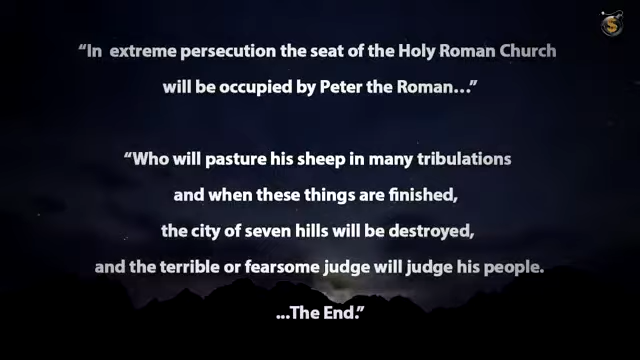 “In extreme persecution the seat of the Holy Roman Church
will be occupied by Peter the Roman…”
“Who will pasture his sheep in many tribulations
and when these things are finished,
the city of seven hills will be destroyed,
and the terrible or fearsome judge will judge his people.
...The End.”